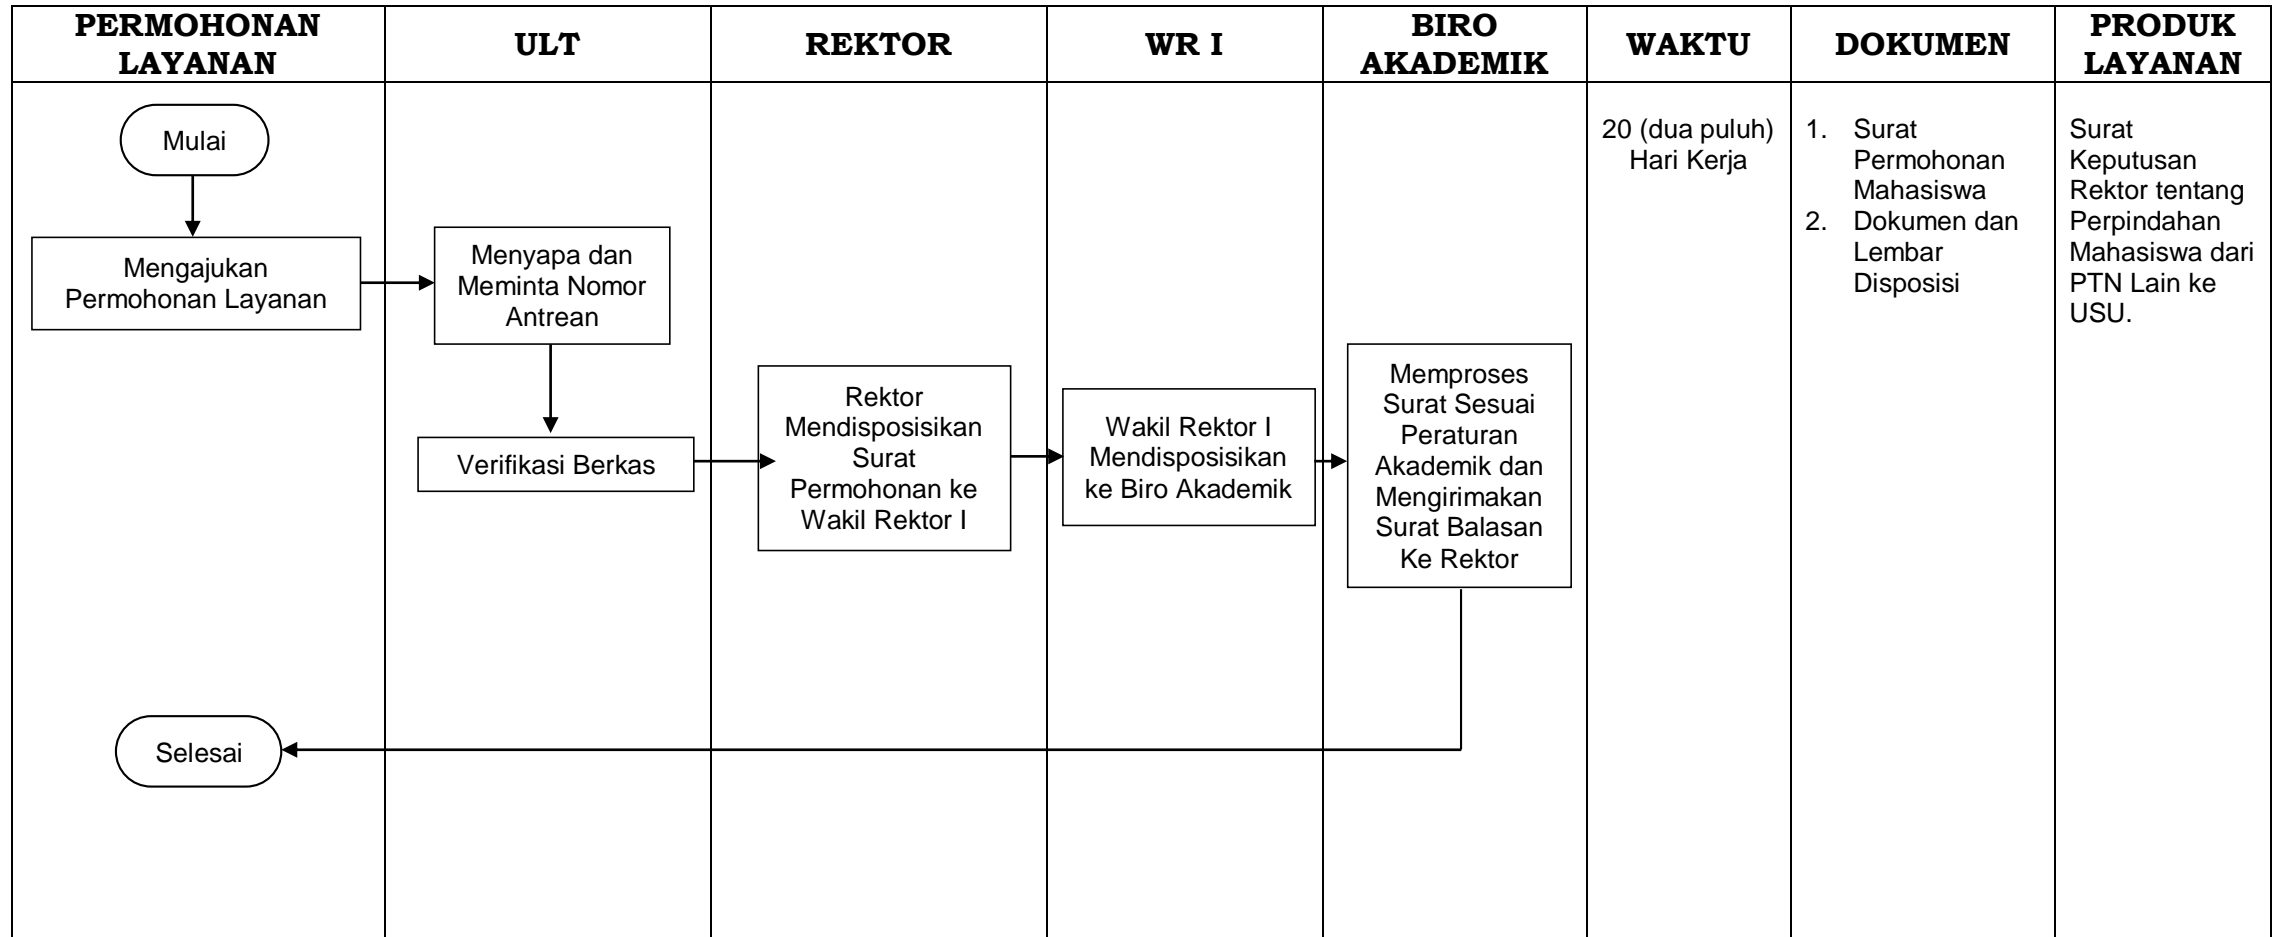 PERMOHONAN
LAYANAN
ULT
REKTOR
WR I
BIRO
AKADEMIK
WAKTU
DOKUMEN
PRODUK
LAYANAN
Mulai
Mengajukan
Permohonan Layanan
Menyapa dan
Meminta Nomor
Antrean
Verifikasi Berkas
Rektor
Mendisposisikan
Surat
Permohonan ke
Wakil Rektor I
Wakil Rektor I
Mendisposisikan
ke Biro Akademik
Memproses
Surat Sesuai
Peraturan
Akademik dan
Mengirimakan
Surat Balasan
Ke Rektor
Selesai
20 (dua puluh)
Hari Kerja
1. Surat
Permohonan
Mahasiswa
2. Dokumen dan
Lembar
Disposisi
Surat
Keputusan
Rektor tentang
Perpindahan
Mahasiswa dari
PTN Lain ke
USU.